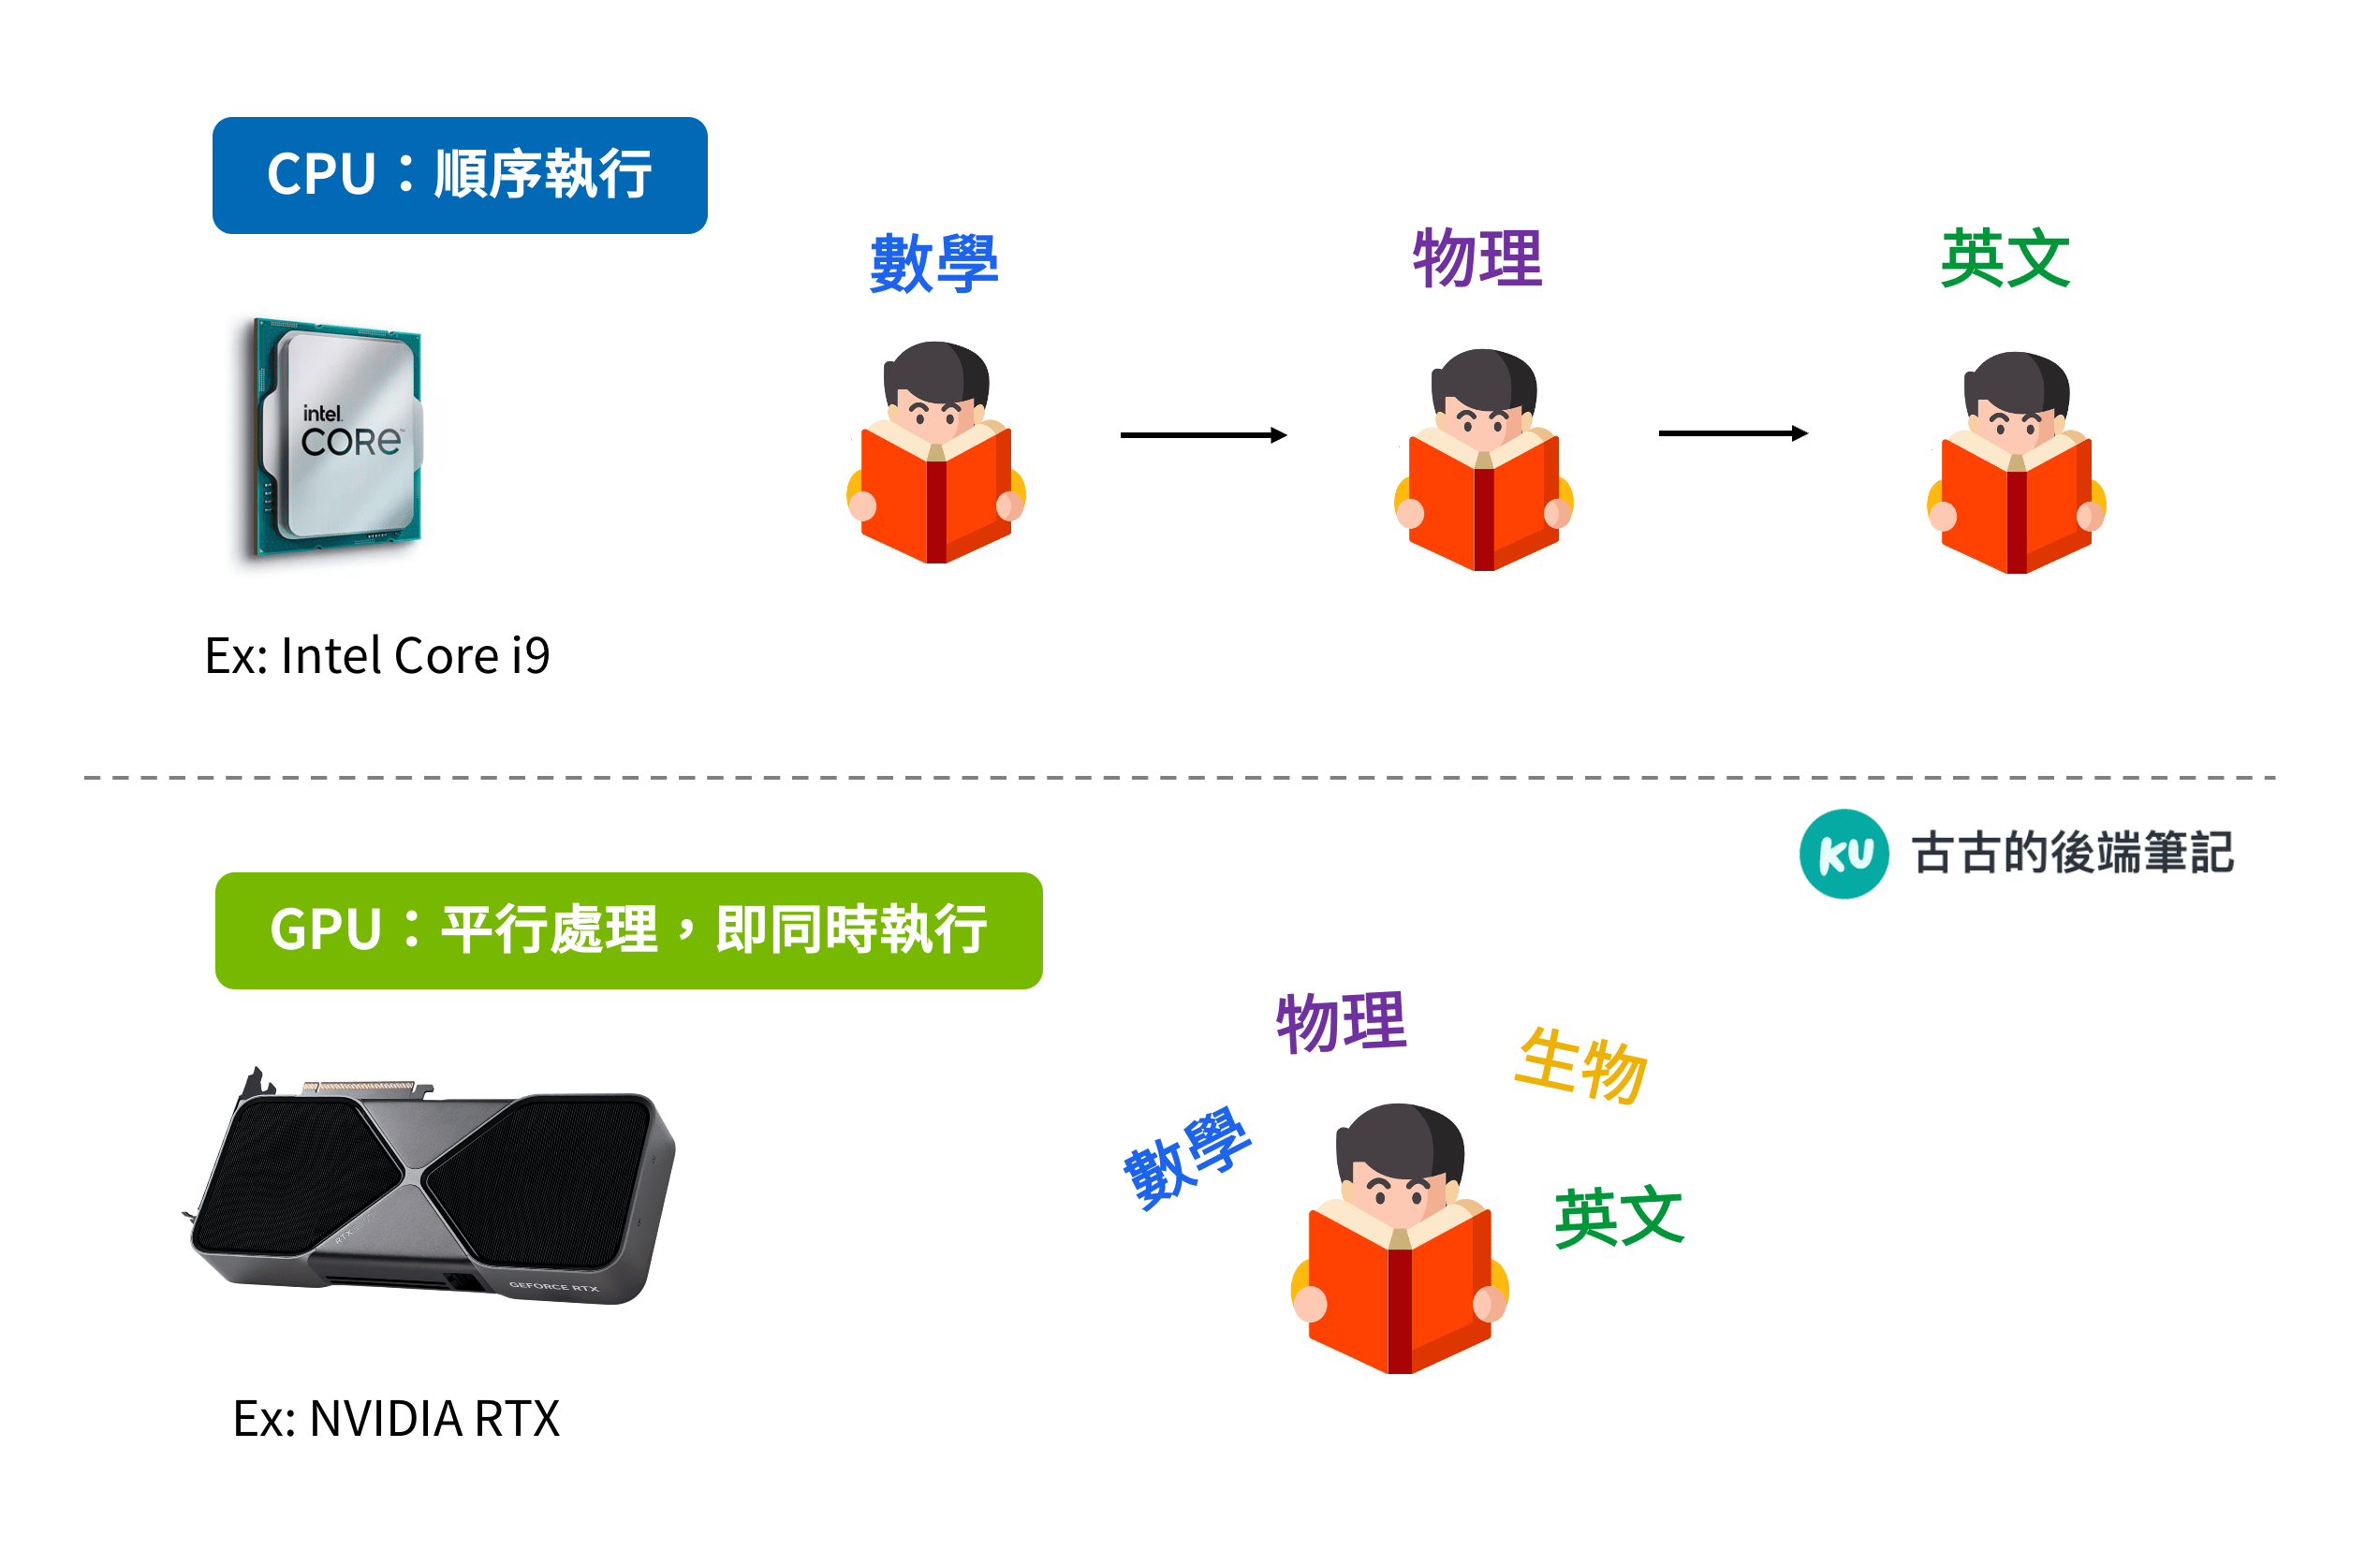 CPU：順序執行
數學
物理
英文
intel
CORE™
Ex: Intel Core i9
KU 古古的後端筆記
GPU：平行處理，即同時執行
物理
生物
數學
英文
GEFORCE RTX
Ex: NVIDIA RTX